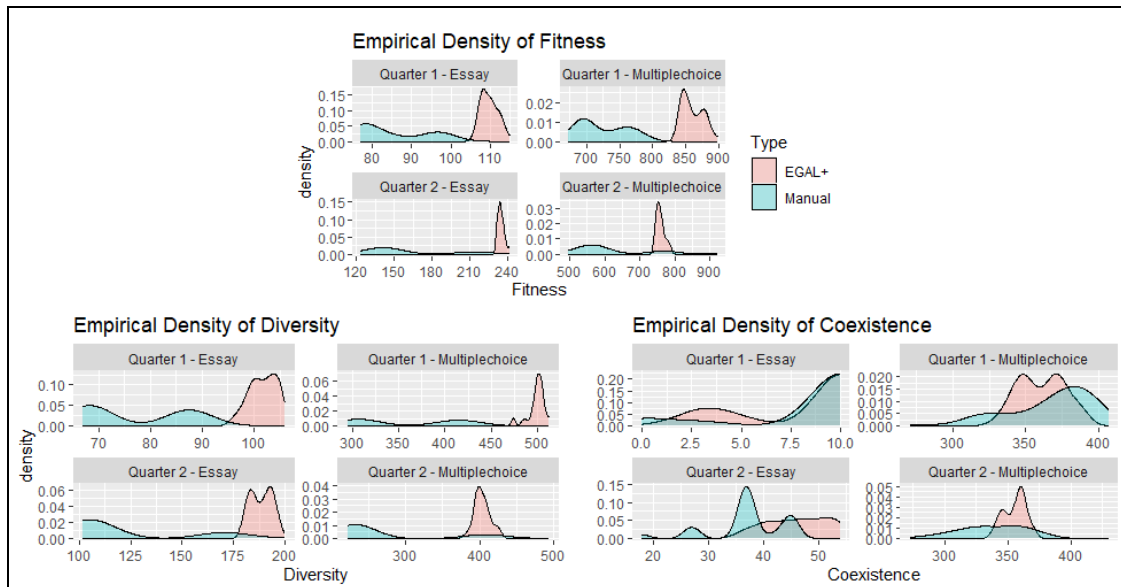 Empirical Density of Fitness
Quarter 1 - Essay
Quarter 1 - Multiplechoice
0.15
0.10
0.05
0.00
80 90 100 110
0.02
0.01
0.00
700 750 800 850 900
Quarter 2 - Essay
Quarter 2 - Multiplechoice
0.15
0.10
0.05
0.00
120 150 180 210 240
0.03
0.02
0.01
0.00
500 600 700 800 900
density
Fitness
Type
EGAL+
Manual
Empirical Density of Diversity
Quarter 1 - Essay
Quarter 1 - Multiplechoice
0.10
0.05
0.00
70 80 90 100
0.06
0.04
0.02
0.00
300 350 400 450 500
Quarter 2 - Essay
Quarter 2 - Multiplechoice
0.06
0.04
0.02
0.00
100 125 150 175 200
0.04
0.03
0.02
0.01
0.00
300 400 500
density
Diversity
Empirical Density of Coexistence
Quarter 1 - Essay
Quarter 1 - Multiplechoice
0.20
0.15
0.10
0.05
0.00
0.0 2.5 5.0 7.5 10.0
0.020
0.015
0.010
0.005
0.000
300 350 400
Quarter 2 - Essay
Quarter 2 - Multiplechoice
0.15
0.10
0.05
0.00
20 30 40 50
0.05
0.04
0.03
0.02
0.01
0.00
300 350 400
Coexistence